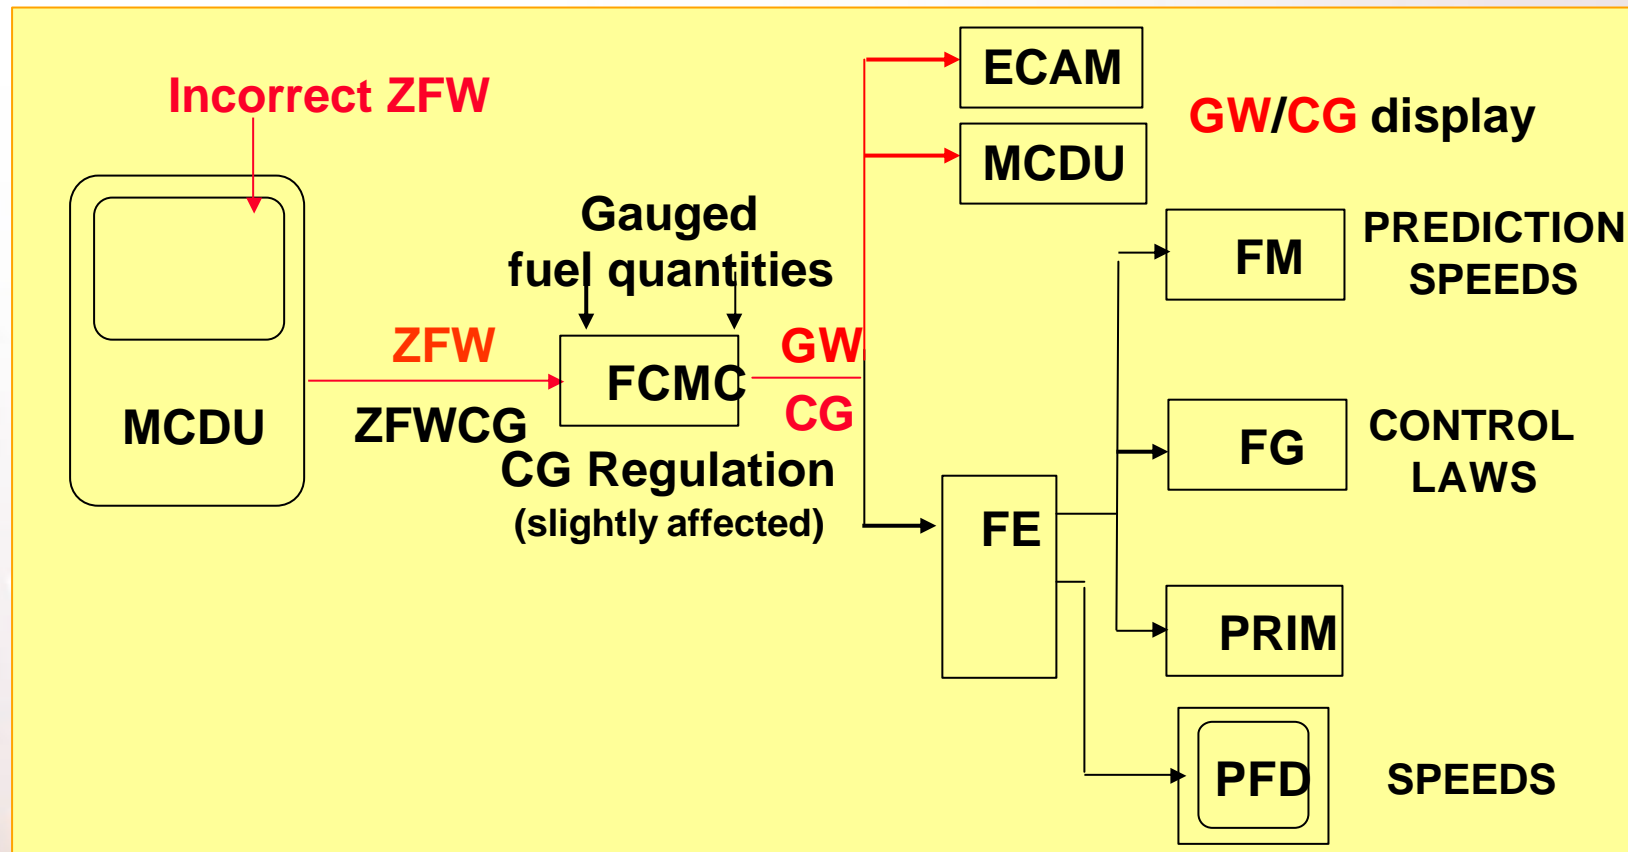 Incorrect ZFW
MCDU
Gauged
fuel quantities
ZFW
ZFWCG
FCMC
CG Regulation
(slightly affected)
GW
CG
ECAM
MCDU
GW/CG display
FE
FM
PREDICTION
SPEEDS
FG
CONTROL
LAWS
PRIM
PFD
SPEEDS